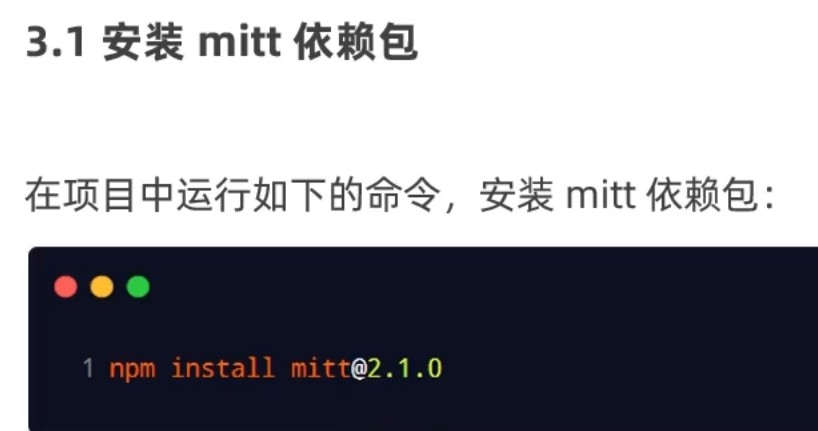 3.1 安装 mitt 依赖包
在项目中运行如下的命令，安装 mitt 依赖包：
1 npm install mitt@2.1.0